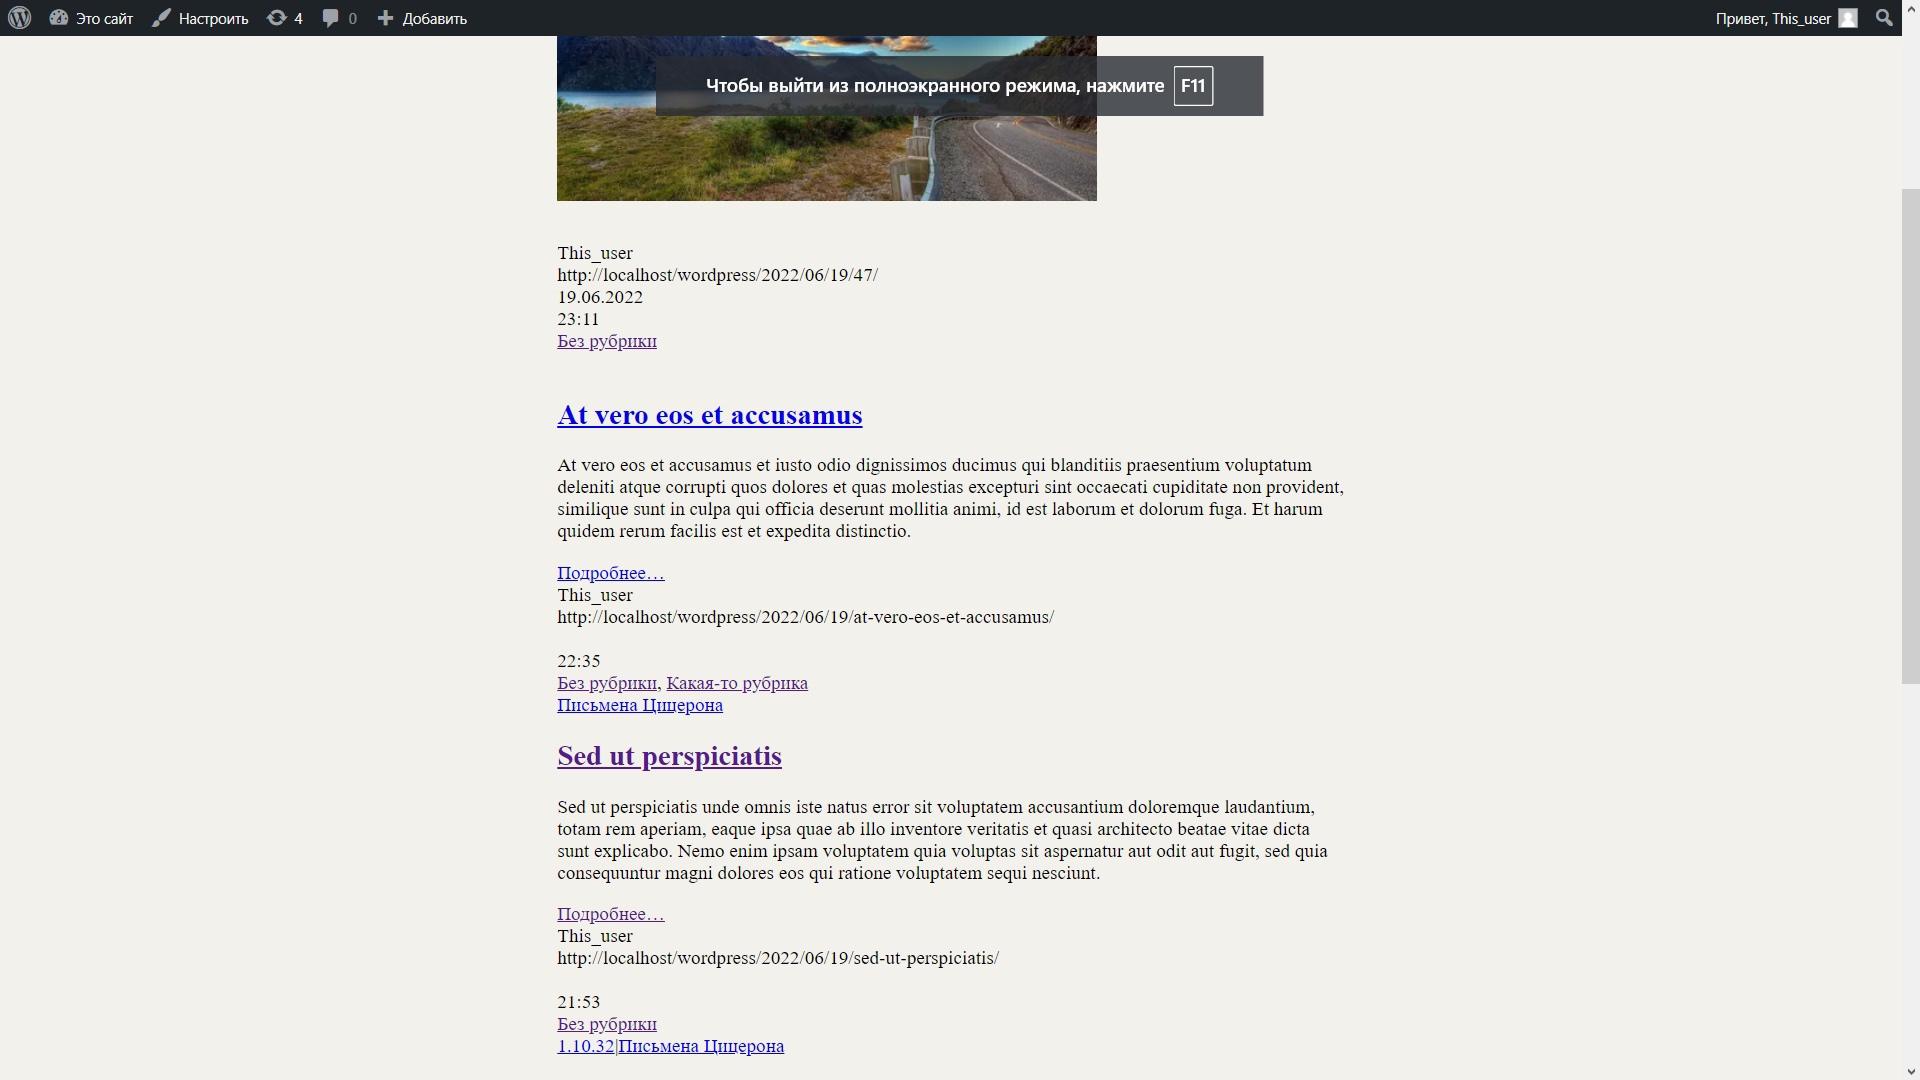 Это сайт Настроить 4 0 Добавить Привет, This_user
Чтобы выйти из полноэкранного режима, нажмите F11
This_user
http://localhost/wordpress/2022/06/19/47/
19.06.2022
23:11
Без рубрики
At vero eos et accusamus
At vero eos et accusamus et iusto odio dignissimos ducimus qui blanditiis praesentium voluptatum
deleniti atque corrupti quos dolores et quas molestias excepturi sint occaecati cupiditate non provident,
similique sunt in culpa qui officia deserunt mollitia animi, id est laborum et dolorum fuga. Et harum
quidem rerum facilis est et expedita distinctio.
Подробнее…
This_user
http://localhost/wordpress/2022/06/19/at-vero-eos-et-accusamus/
22:35
Без рубрики, Какая-то рубрика
Письмена Цицерона
Sed ut perspiciatis
Sed ut perspiciatis unde omnis iste natus error sit voluptatem accusantium doloremque laudantium,
totam rem aperiam, eaque ipsa quae ab illo inventore veritatis et quasi architecto beatae vitae dicta
sunt explicabo. Nemo enim ipsam voluptatem quia voluptas sit aspernatur aut odit aut fugit, sed quia
consequuntur magni dolores eos qui ratione voluptatem sequi nesciunt.
Подробнее…
This_user
http://localhost/wordpress/2022/06/19/sed-ut-perspiciatis/
21:53
Без рубрики
1.10.32|Письмена Цицерона